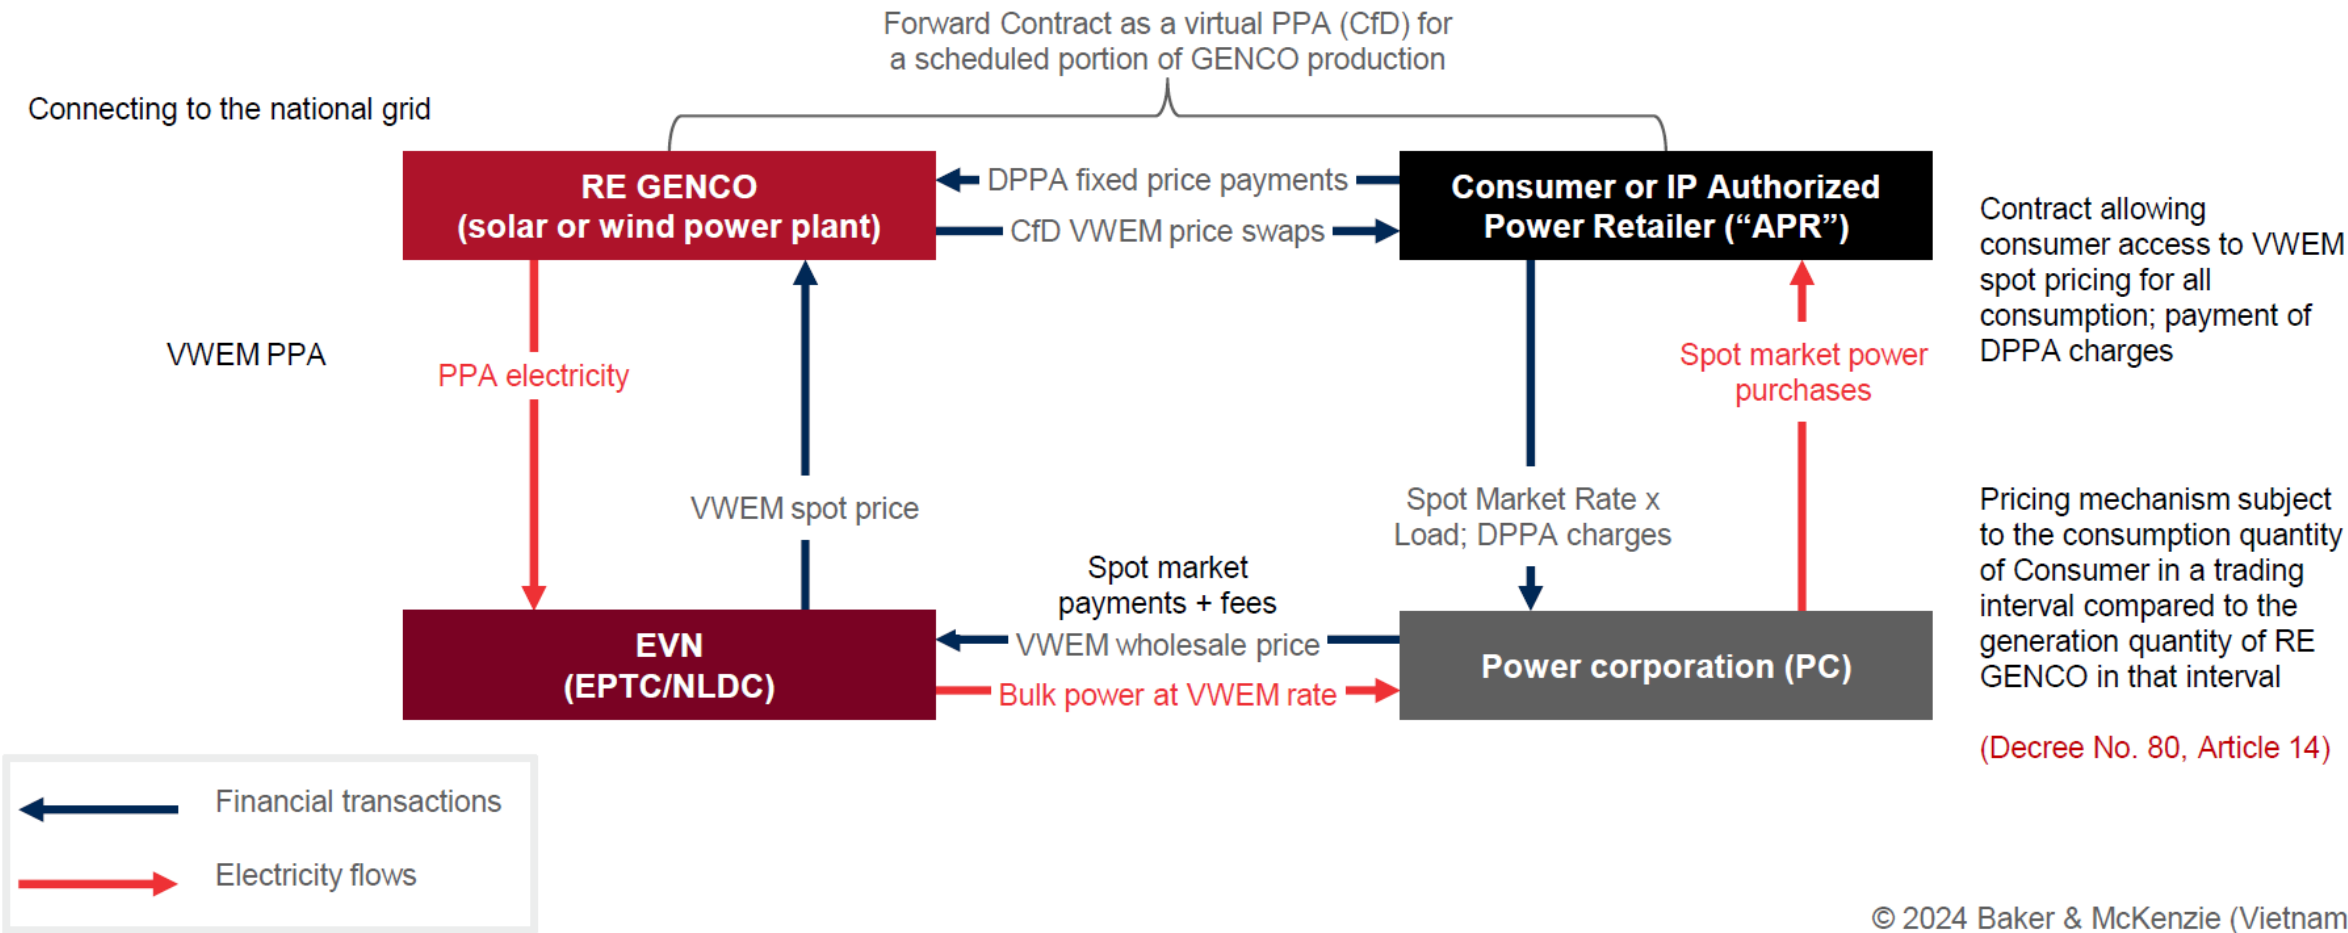 Forward Contract as a virtual PPA (CfD) for
a scheduled portion of GENCO production
Connecting to the national grid
RE GENCO
(solar or wind power plant)
DPPA fixed price payments
CfD VWEM price swaps
Consumer or IP Authorized
Power Retailer (“APR”)
Contract allowing
consumer access to VWEM
spot pricing for all
consumption; payment of
DPPA charges
VWEM PPA
PPA electricity
Spot market power
purchases
VWEM spot price
Spot Market Rate x
Load; DPPA charges
Pricing mechanism subject
to the consumption quantity
of Consumer in a trading
interval compared to the
generation quantity of RE
GENCO in that interval
(Decree No. 80, Article 14)
Spot market
payments + fees
VWEM wholesale price
Bulk power at VWEM rate
EVN
(EPTC/NLDC)
Power corporation (PC)
Financial transactions
Electricity flows
© 2024 Baker & McKenzie (Vietnam